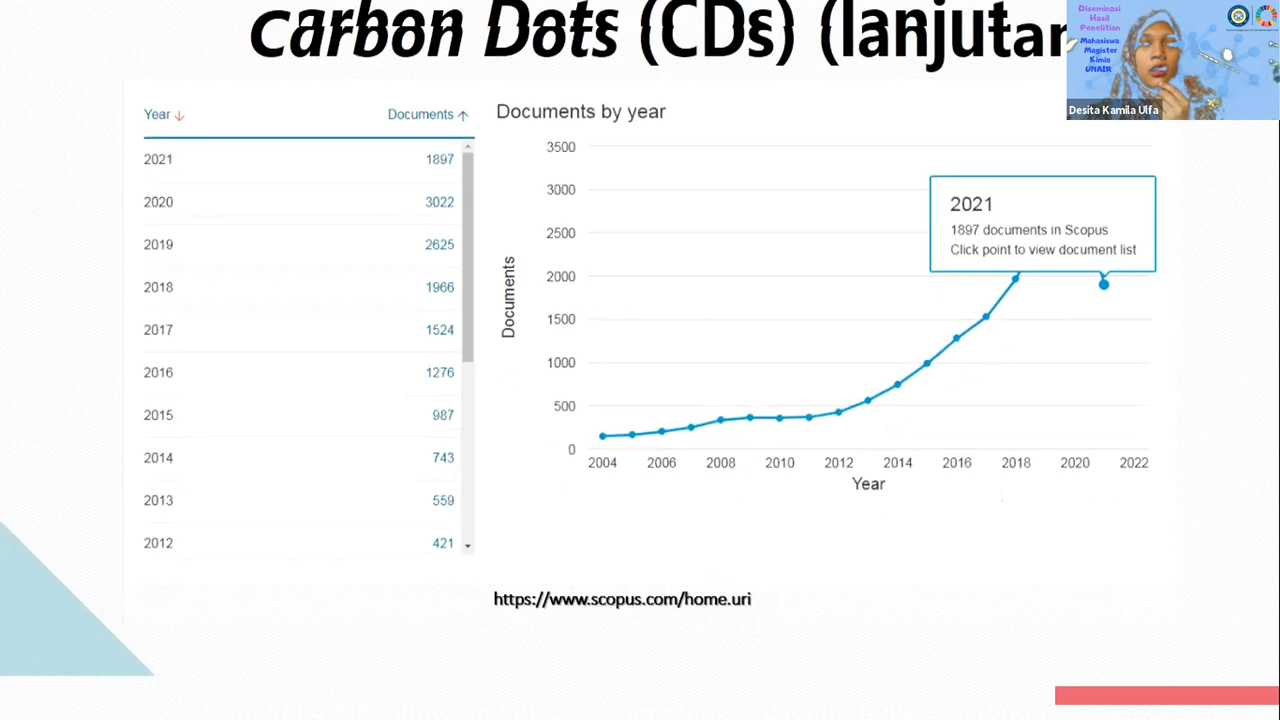 Carbon Dots (CDs) (lanjutan
Diseminasi
Hasil
Penelitian
Mahasiswa
Magister
Kimia
UNAIR
Desita Kamila Ulfa
Year ↓ Documents ↑
2021 1897
2020 3022
2019 2625
2018 1966
2017 1524
2016 1276
2015 987
2014 743
2013 559
2012 421
Documents by year
3500
3000
2500
2000
1500
1000
500
0
Documents
2021
1897 documents in Scopus
Click point to view document list
2004 2006 2008 2010 2012 2014 2016 2018 2020 2022
Year
https://www.scopus.com/home.uri